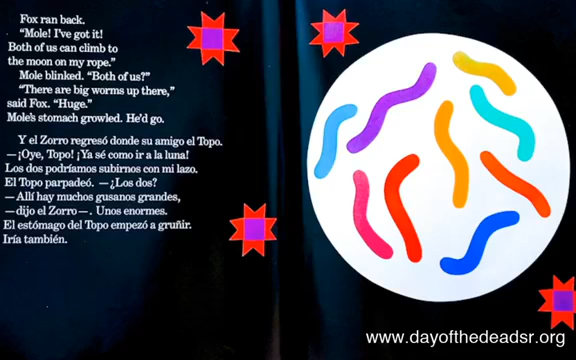 Fox ran back.
“Mole! I’ve got it!
Both of us can climb to
the moon on my rope.”
Mole blinked. “Both of us?”
“There are big worms up there,”
said Fox. “Huge.”
Mole’s stomach growled. He’d go.
Y el Zorro regresó donde su amigo el Topo.
—¡Oye, Topo! ¡Ya sé como ir a la luna!
Los dos podríamos subirnos con mi lazo.
El Topo parpadeó. —¿Los dos?
—Allí hay muchos gusanos grandes,
—dijo el Zorro—. Unos enormes.
El estómago del Topo empezó a gruñir.
Iría también.
www.dayofthedeadsr.org